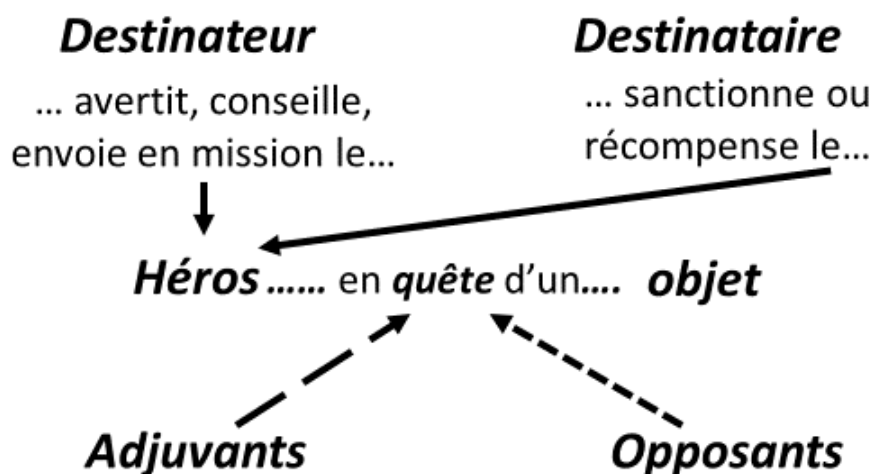 Destinateur
… avertit, conseille,
envoie en mission le…
Destinataire
… sanctionne ou
récompense le…
Héros …… en quête d’un…. objet
Adjuvants
Opposants